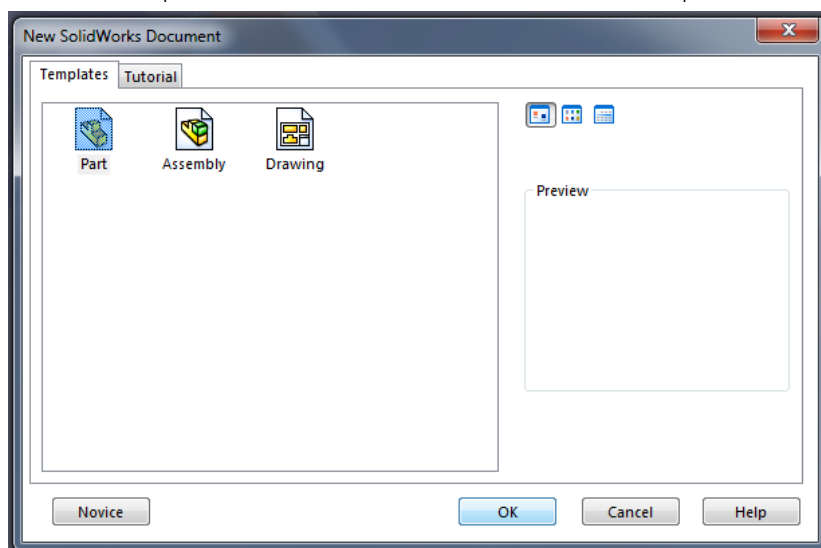 New SolidWorks Document
Templates Tutorial
Part Assembly Drawing
Preview
Novice OK Cancel Help